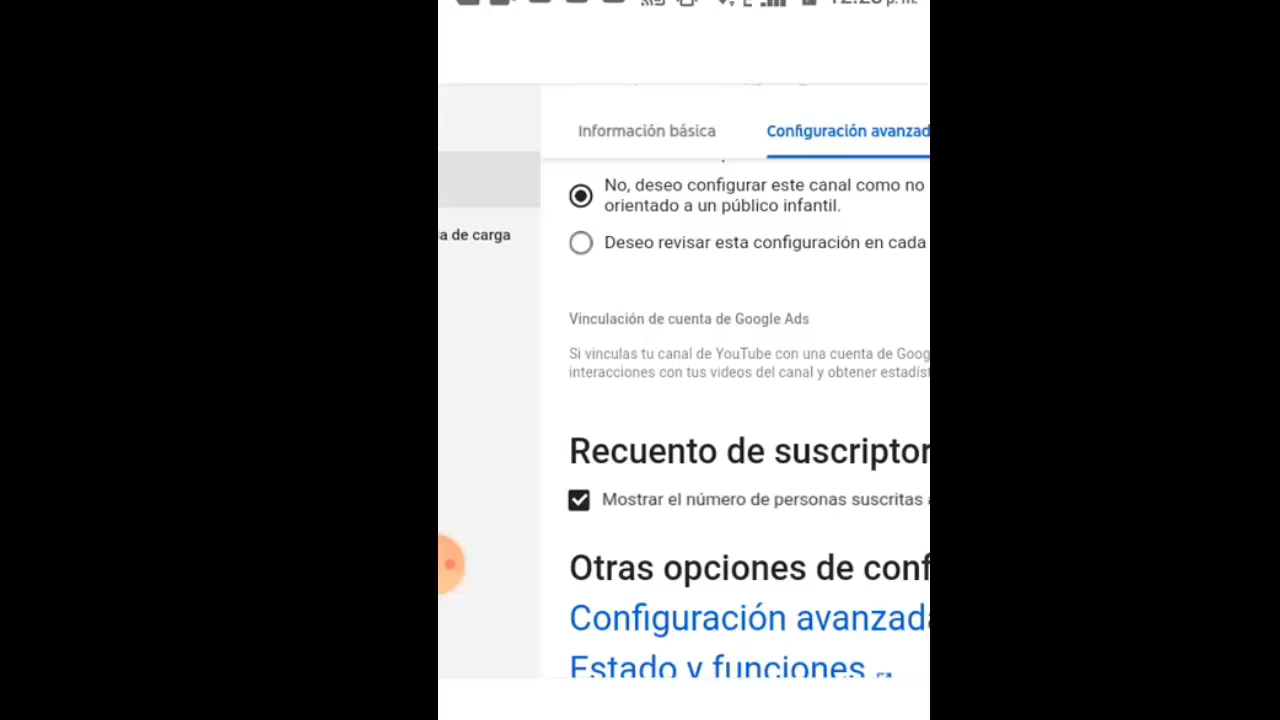 12:23 p. m.
Información básica
Configuración avanzad
No, deseo configurar este canal como no
orientado a un público infantil.
Deseo revisar esta configuración en cada
a de carga
Vinculación de cuenta de Google Ads
Si vinculas tu canal de YouTube con una cuenta de Goog
interacciones con tus videos del canal y obtener estadíst
Recuento de suscriptor
Mostrar el número de personas suscritas a
Otras opciones de conf
Configuración avanzada
Estado y funciones